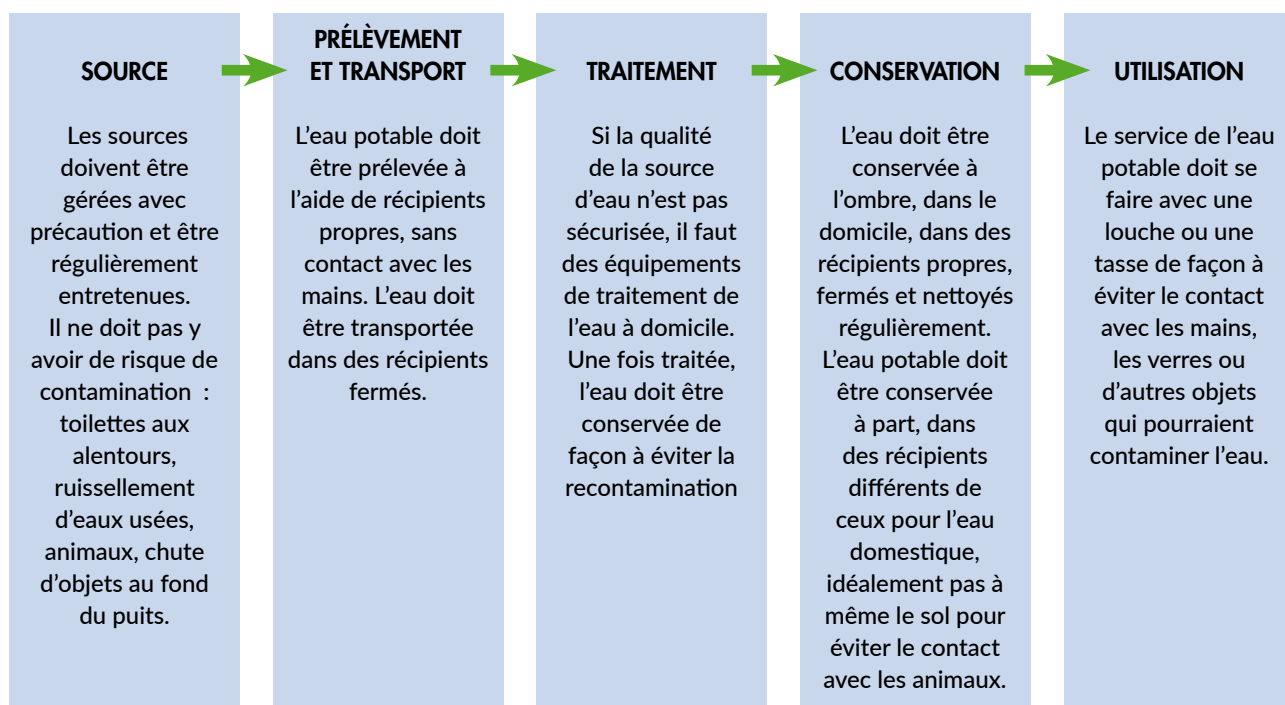 SOURCE
Les sources
doivent être
gérées avec
précaution et être
régulièrement
entretenues.
Il ne doit pas y
avoir de risque de
contamination :
toilettes aux
alentours,
ruissellement
d'eaux usées,
animaux, chute
d'objets au fond
du puits.
PRÉLÈVEMENT
ET TRANSPORT
L'eau potable doit
être prélevée à
l'aide de récipients
propres, sans
contact avec les
mains. L'eau doit
être transportée
dans des récipients
fermés.
TRAITEMENT
Si la qualité
de la source
d'eau n'est pas
sécurisée, il faut
des équipements
de traitement de
l'eau à domicile.
Une fois traitée,
l'eau doit être
conservée de
façon à éviter la
recontamination
CONSERVATION
L'eau doit être
conservée à
l'ombre, dans le
domicile, dans des
récipients propres,
fermés et nettoyés
régulièrement.
L'eau potable doit
être conservée
à part, dans
des récipients
différents de
ceux pour l'eau
domestique,
idéalement pas à
même le sol pour
éviter le contact
avec les animaux.
UTILISATION
Le service de l'eau
potable doit se
faire avec une
louche ou une
tasse de façon à
éviter le contact
avec les mains,
les verres ou
d'autres objets
qui pourraient
contaminer l'eau.